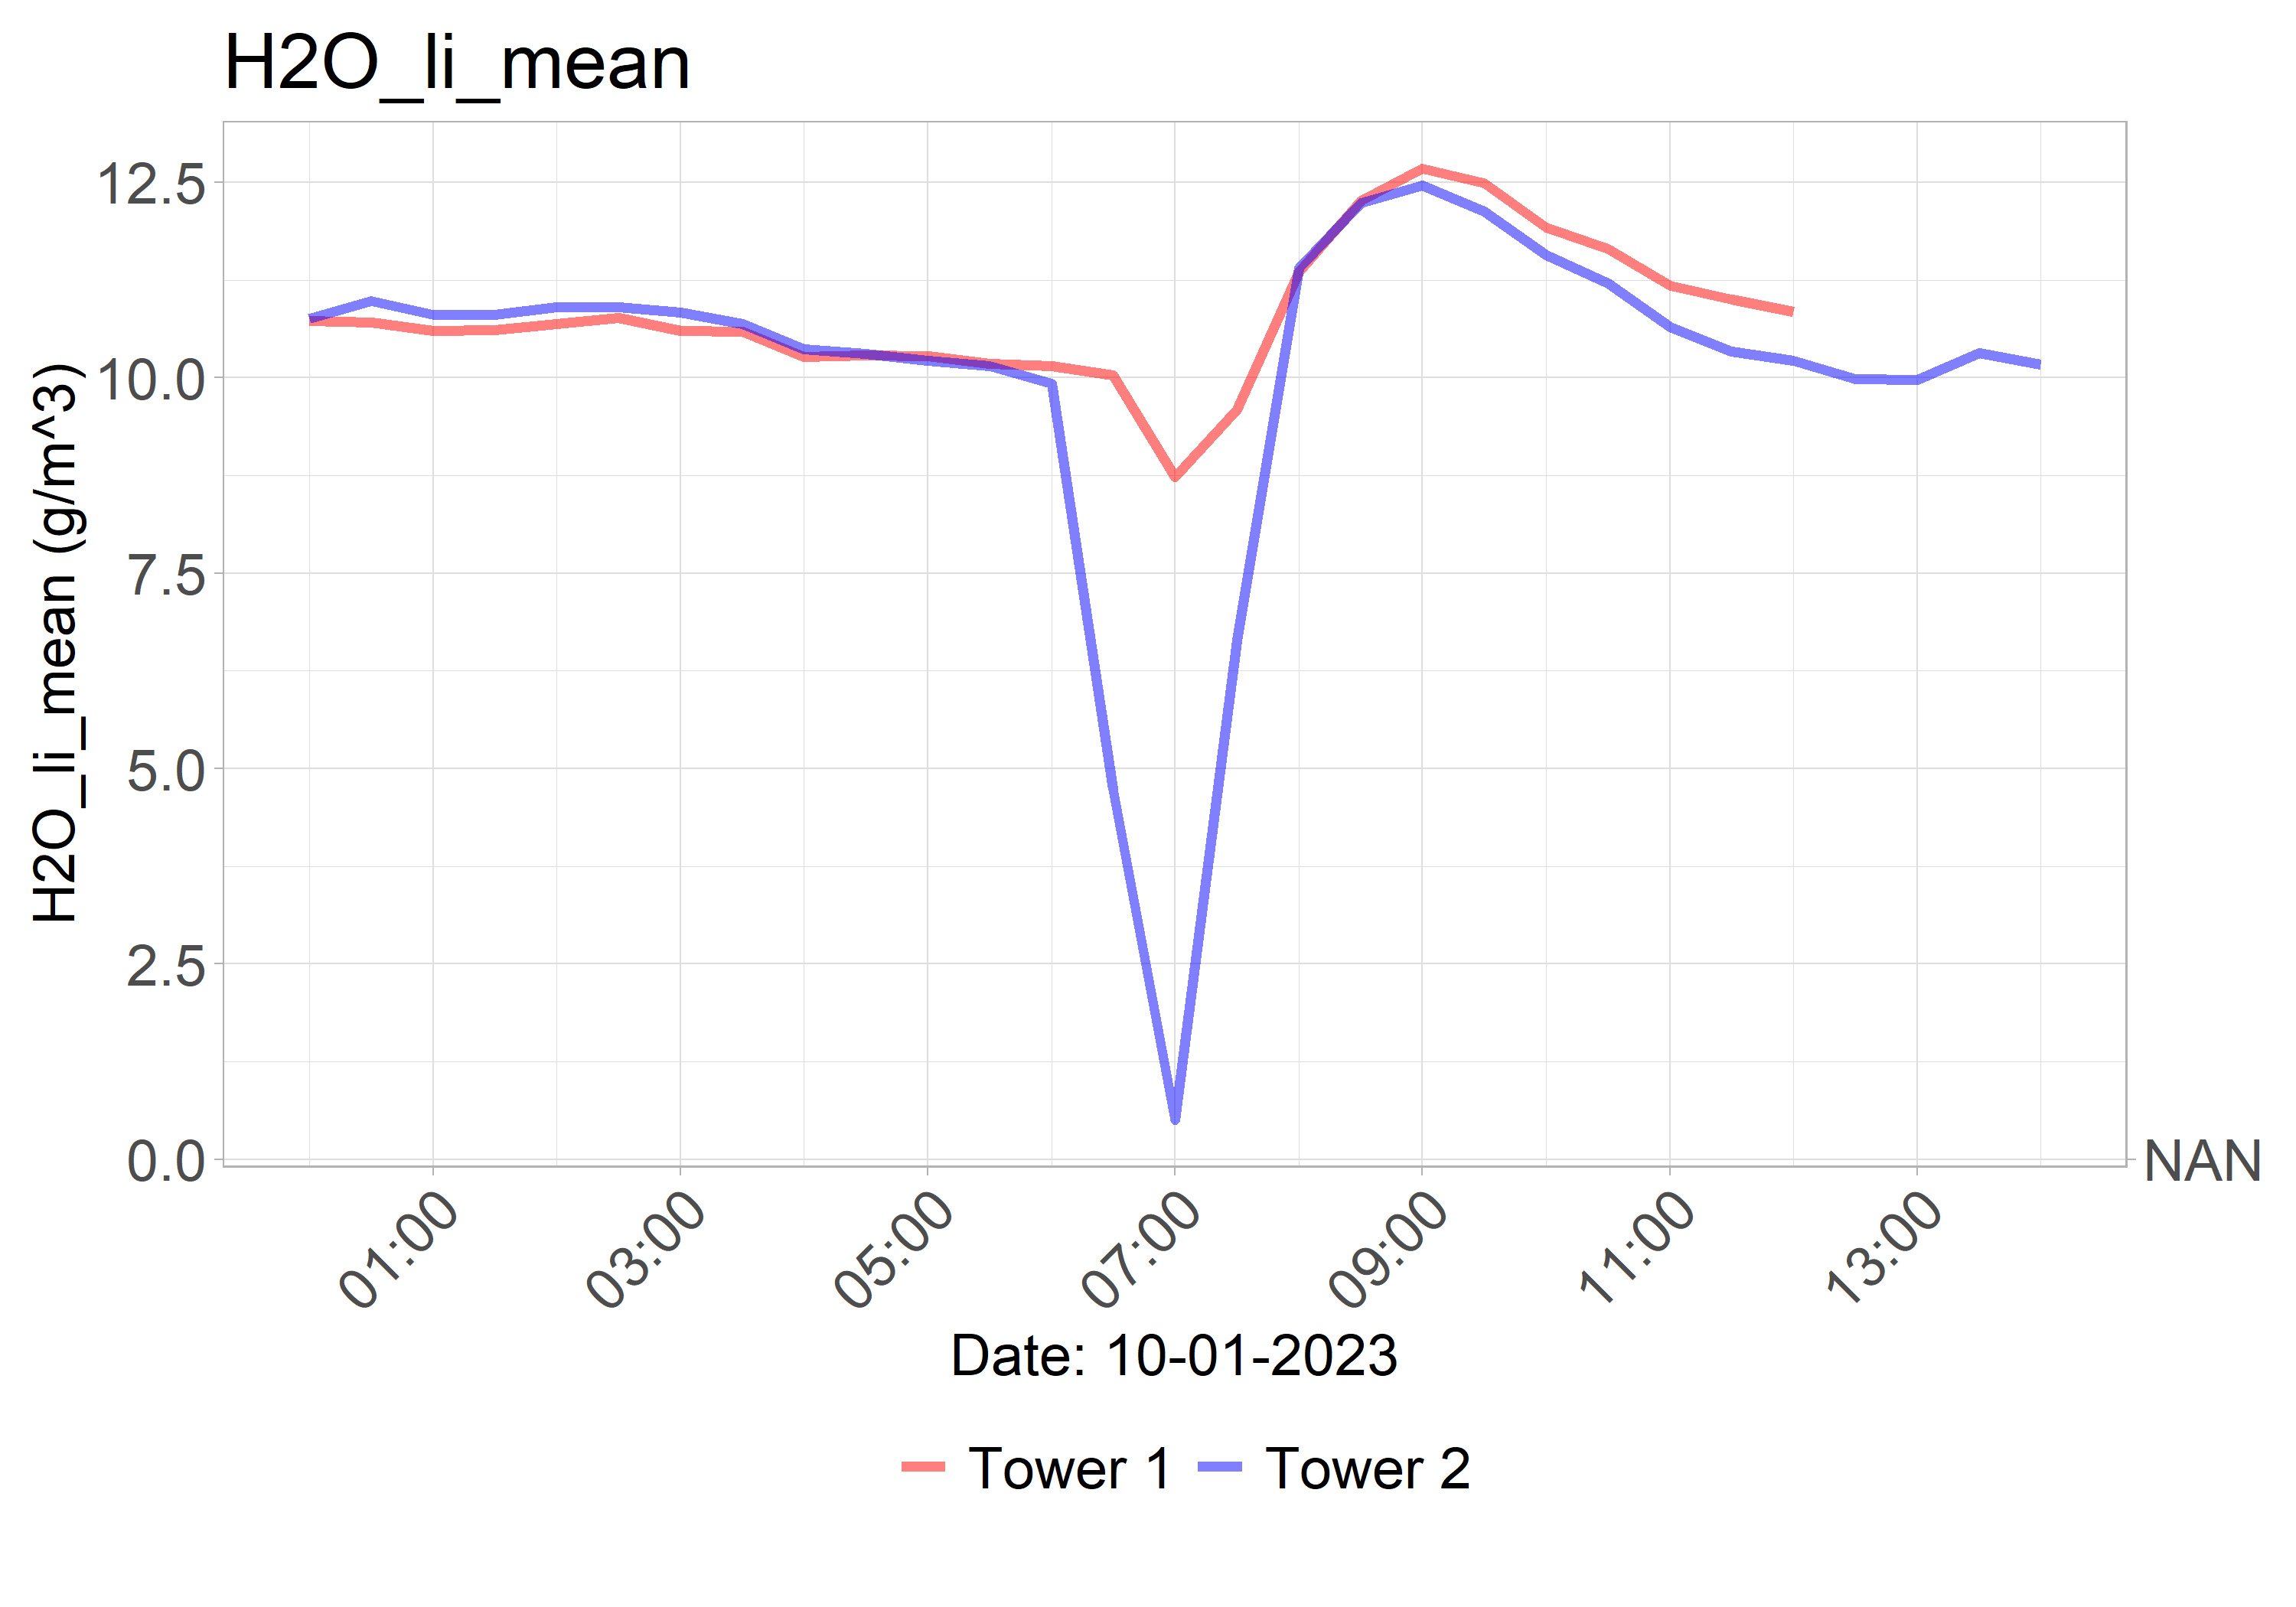 H2O_li_mean
H2O_li_mean (g/m^3)
12.5
10.0
7.5
5.0
2.5
0.0
NAN
01:00
03:00
05:00
07:00
09:00
11:00
13:00
Date: 10-01-2023
Tower 1
Tower 2